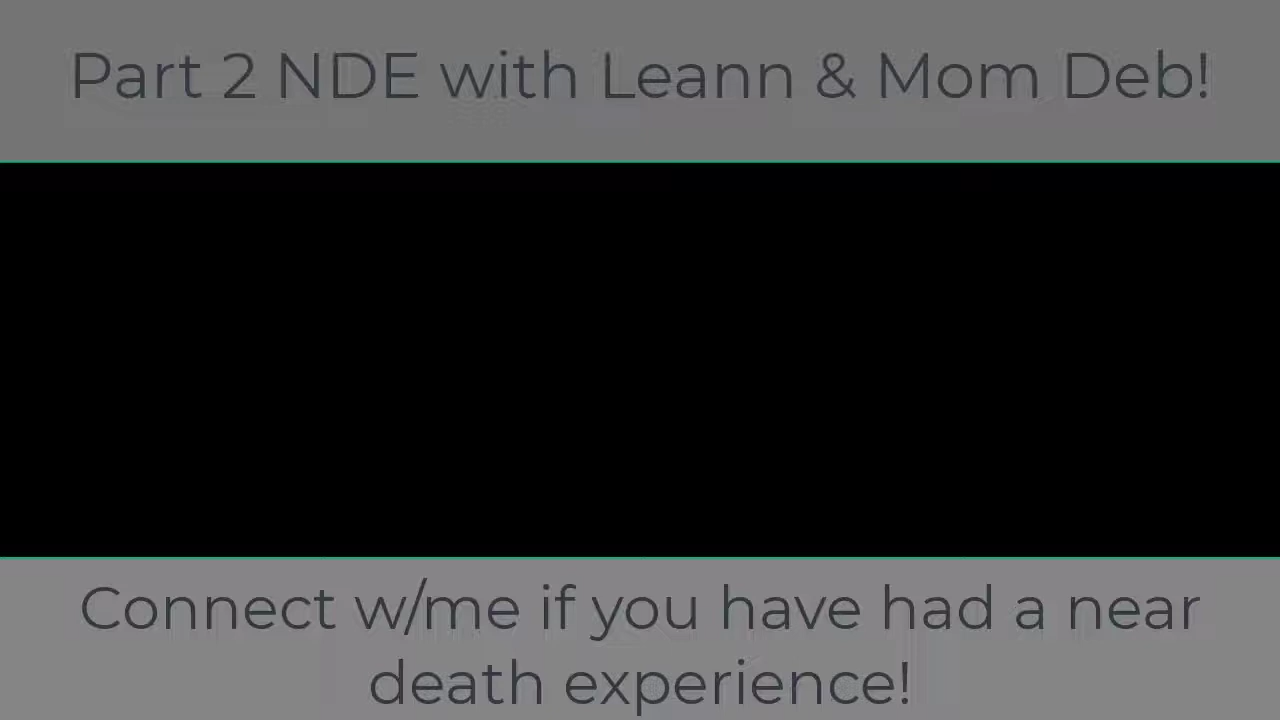 Part 2 NDE with Leann & Mom Deb!
Connect w/me if you have had a near
death experience!